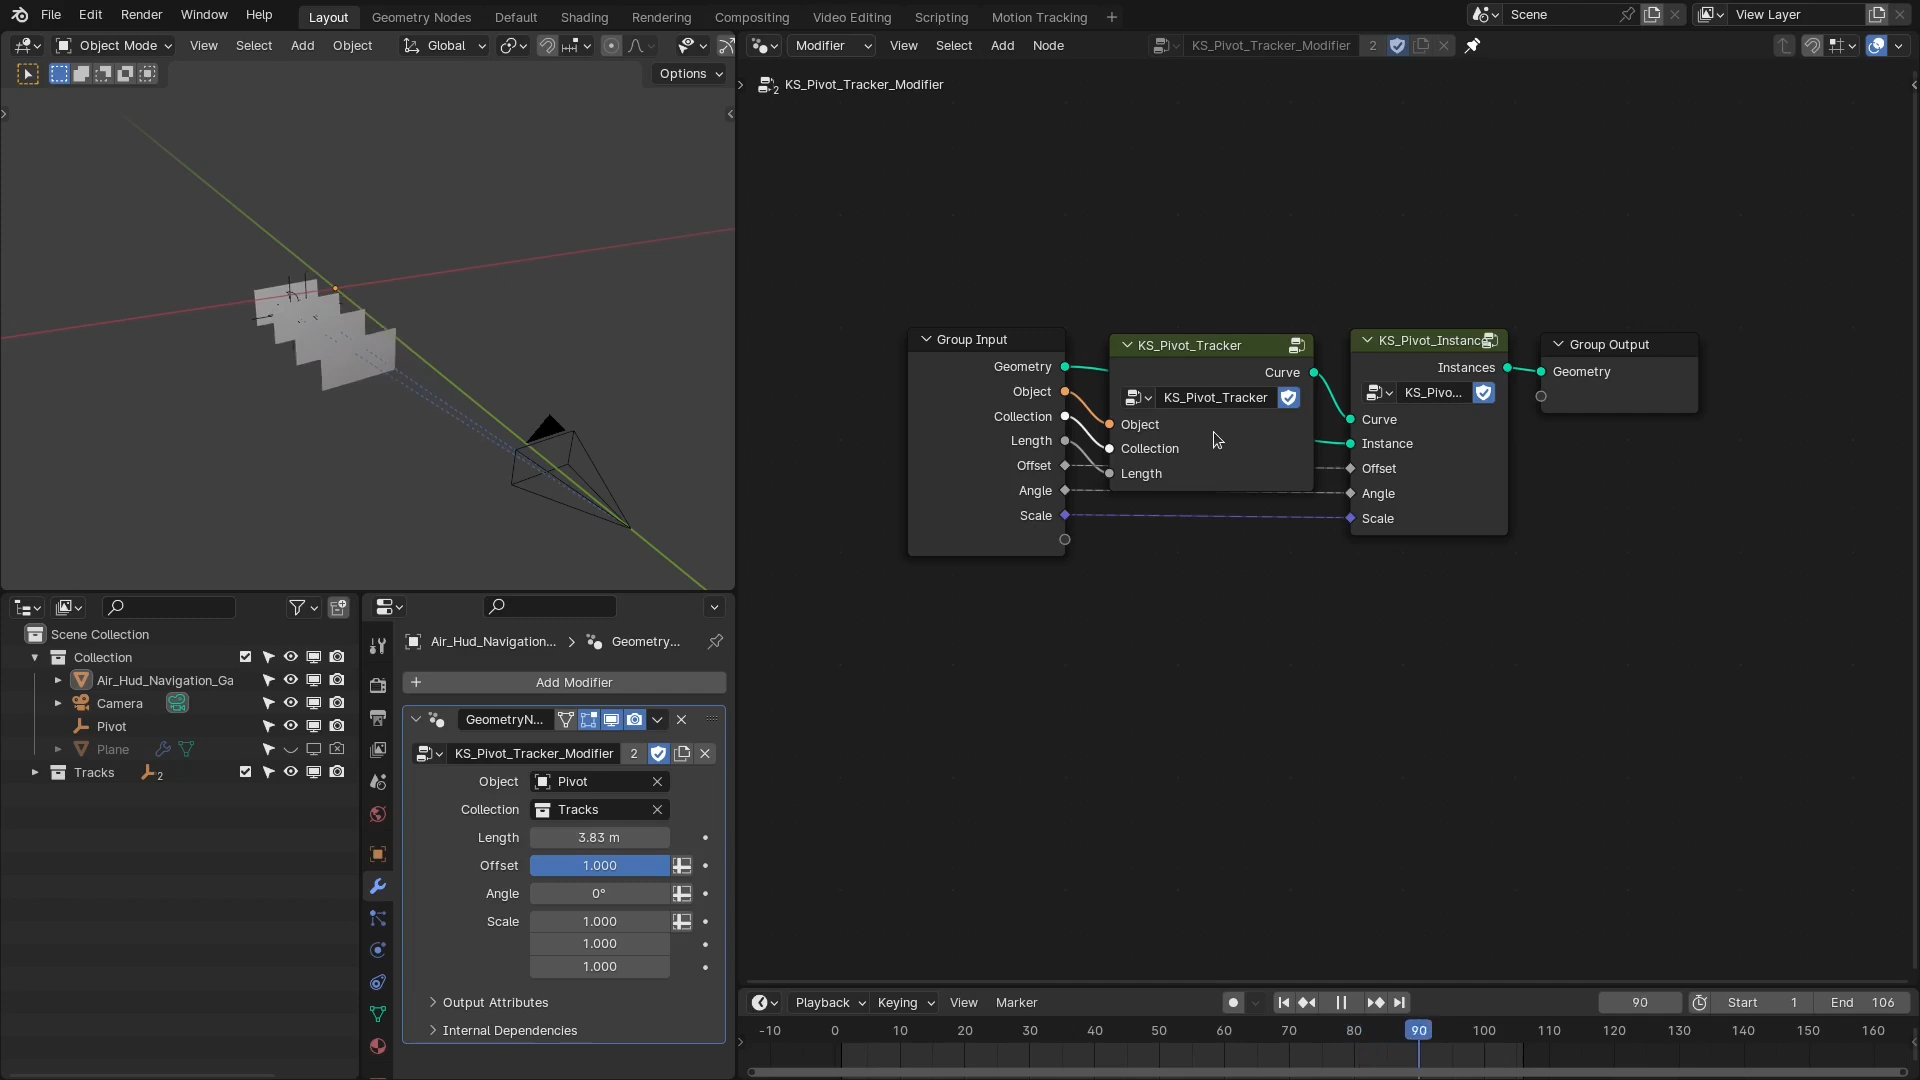 File Edit Render Window Help Layout Geometry Nodes Default Shading Rendering Compositing Video Editing Scripting Motion Tracking Scene View Layer
Object Mode View Select Add Object Global
Modifier View Select Add Node KS_Pivot_Tracker_Modifier 2
Options
2 KS_Pivot_Tracker_Modifier
Group Input
Geometry
Object
Collection
Length
Offset
Angle
Scale
KS_Pivot_Tracker
Curve
KS_Pivot_Tracker
Object
Collection
Length
KS_Pivot_Instanc
Instances
KS_Pivo...
Curve
Instance
Offset
Angle
Scale
Group Output
Geometry
Scene Collection
Collection
Air_Hud_Navigation_Ga
Camera
Pivot
Plane
Tracks 2
Air_Hud_Navigation... Geometry...
Add Modifier
GeometryN...
KS_Pivot_Tracker_Modifier 2
Object Pivot
Collection Tracks
Length 3.83 m
Offset 1.000
Angle 0°
Scale 1.000
1.000
1.000
Output Attributes
Internal Dependencies
Playback Keying View Marker 90 Start 1 End 106
-10 0 10 20 30 40 50 60 70 80 90 100 110 120 130 140 150 160